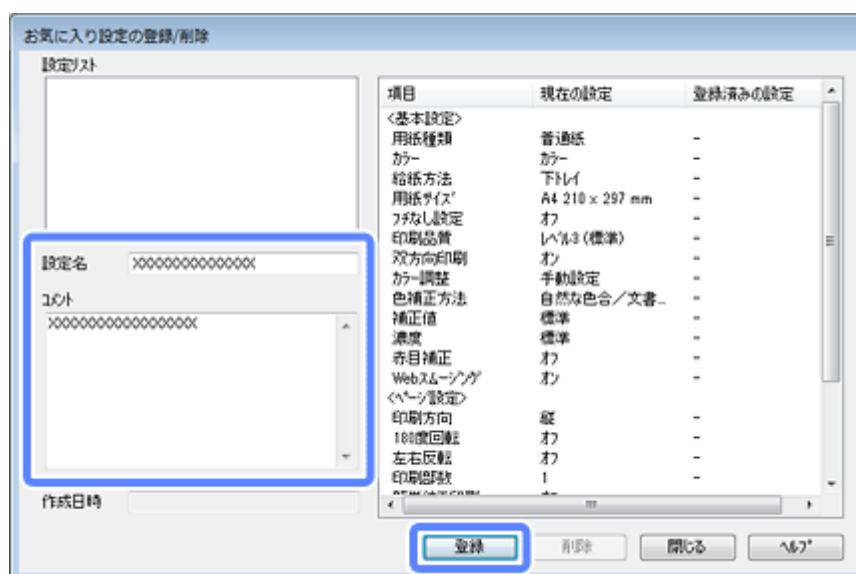 お気に入り設定の登録/削除
設定リスト
項目 現在の設定 登録済みの設定
<基本設定>
用紙種類 普通紙 -
カラー カラー -
給紙方法 下トレイ -
用紙サイズ A4 210 x 297 mm -
フチなし設定 オフ -
印刷品質 レベル3 (標準) -
双方向印刷 オン -
カラー調整 手動設定 -
色補正方法 自然な色合/文書... -
補正値 標準 -
濃度 標準 -
赤目補正 オフ -
Webスムージング オン -
<ページ設定>
印刷方向 縦 -
180度回転 オフ -
左右反転 オフ -
印刷部数 1 -
設定名 XXXXXXXXXXXXXX
コメント
XXXXXXXXXXXXXXXXX
作成日時
登録 削除 閉じる ヘルプ